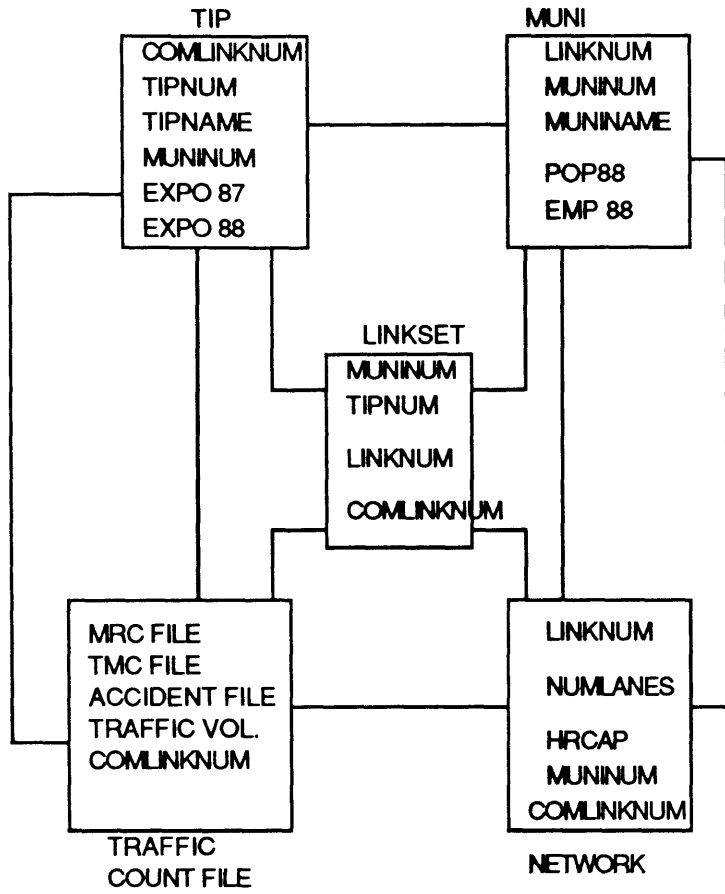 TIP
COMLINKNUM
TIPNUM
TIPNAME
MUNINUM
EXPO 87
EXPO 88
MUNI
LINKNUM
MUNINUM
MUNINAME
POP88
EMP 88
LINKSET
MUNINUM
TIPNUM
LINKNUM
COMLINKNUM
MRC FILE
TMC FILE
ACCIDENT FILE
TRAFFIC VOL.
COMLINKNUM
TRAFFIC
COUNT FILE
LINKNUM
NUMLANES
HRCAP
MUNINUM
COMLINKNUM
NETWORK